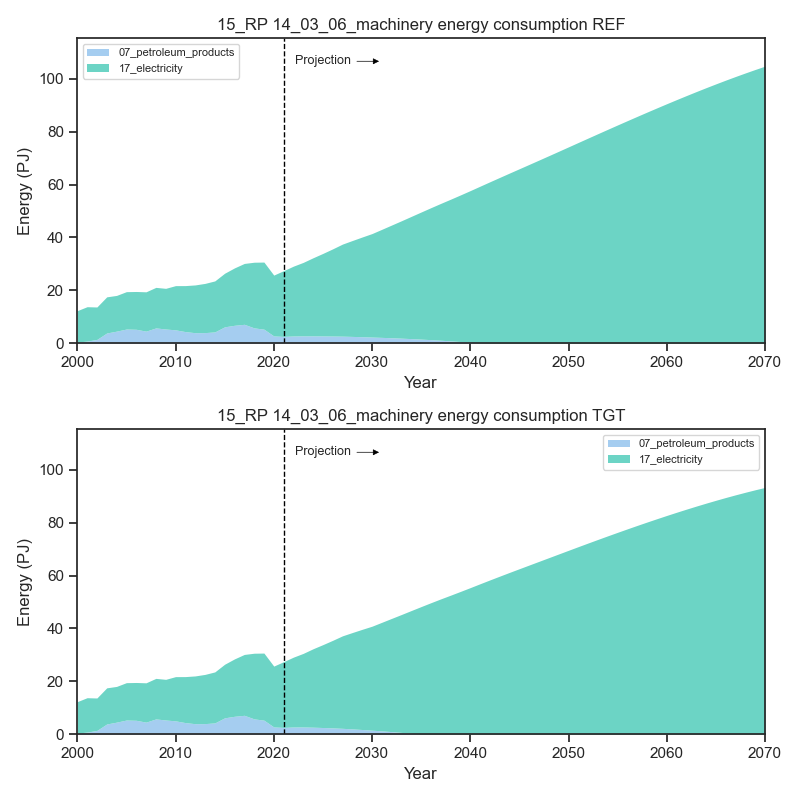 15_RP 14_03_06_machinery energy consumption REF
07_petroleum_products
17_electricity
Projection
Energy (PJ)
100
80
60
40
20
0
2000 2010 2020 2030 2040 2050 2060 2070
Year
15_RP 14_03_06_machinery energy consumption TGT
Projection
07_petroleum_products
17_electricity
Energy (PJ)
100
80
60
40
20
0
2000 2010 2020 2030 2040 2050 2060 2070
Year